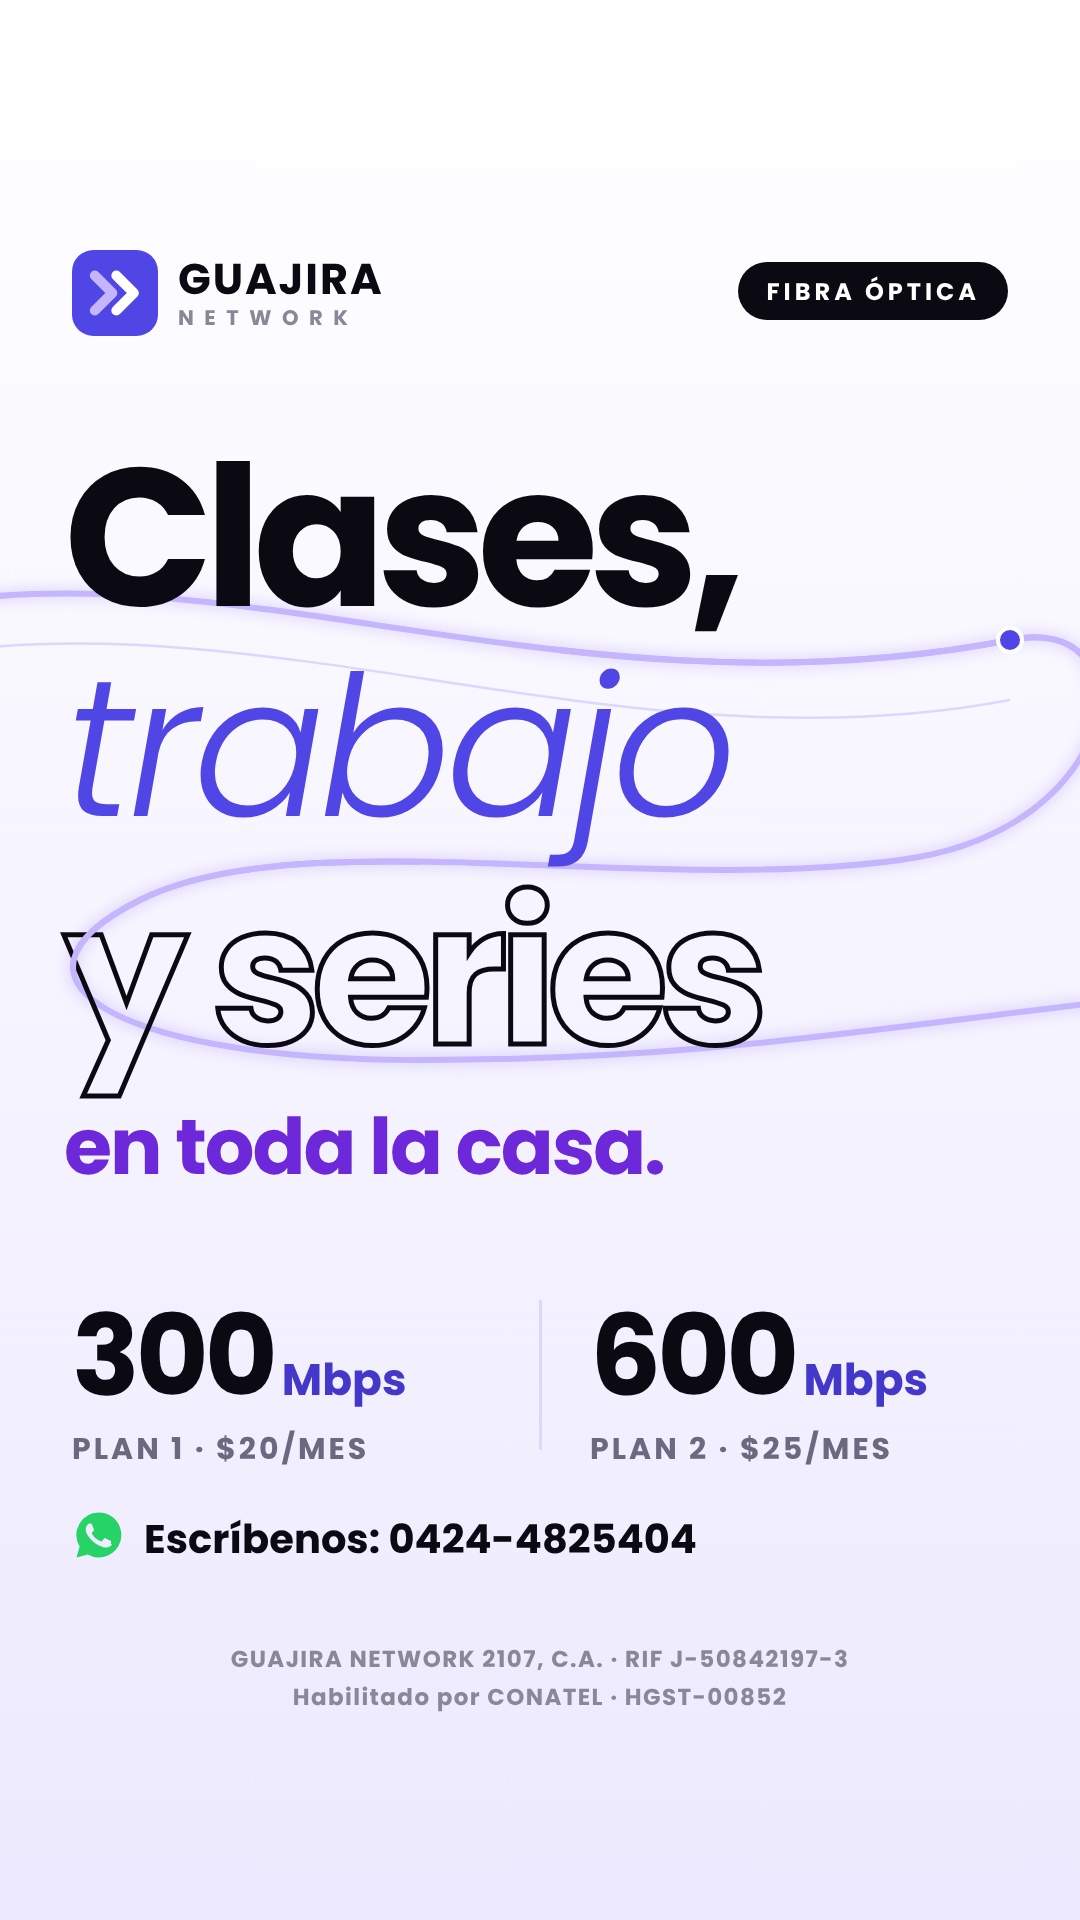 GUAJIRA
NETWORK
FIBRA ÓPTICA
Clases,
trabajo
y series
en toda la casa.
300 Mbps
PLAN 1 · $20/MES
600 Mbps
PLAN 2 · $25/MES
Escríbenos: 0424-4825404
GUAJIRA NETWORK 2107, C.A. · RIF J-50842197-3
Habilitado por CONATEL · HGST-00852